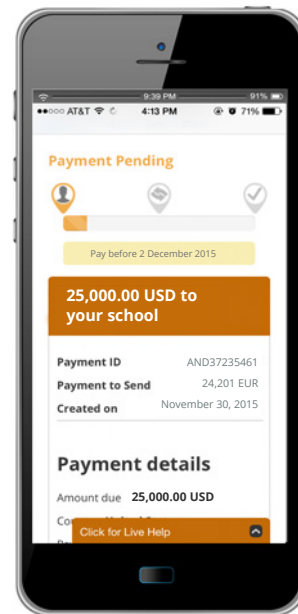 9:39 PM 91%
AT&T 4:13 PM 71%
Payment Pending
Pay before 2 December 2015
25,000.00 USD to
your school
Payment ID AND37235461
Payment to Send 24,201 EUR
Created on November 30, 2015
Payment details
Amount due 25,000.00 USD
Click for Live Help